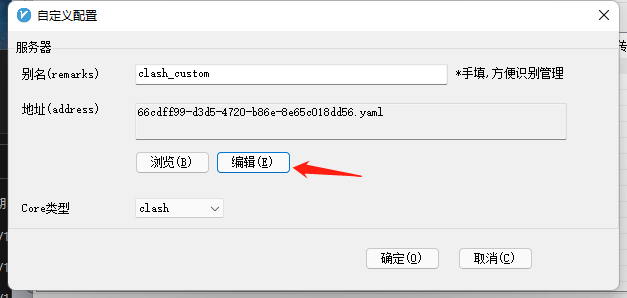 自定义配置
服务器
别名(remarks) clash_custom *手填,方便识别管理
地址(address) 66cdff99-d3d5-4720-b86e-8e65c018dd56.yaml
浏览(B) 编辑(E)
Core类型 clash
确定(O) 取消(C)
传
期